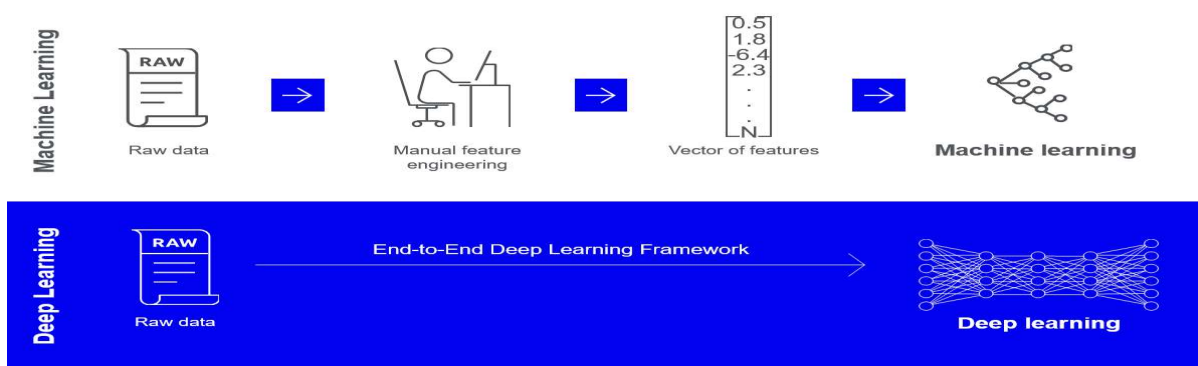 Machine Learning
RAW
Raw data
Manual feature
engineering
0.5
1.8
-6.4
2.3
.
.
.
N
Vector of features
Machine learning
Deep Learning
RAW
Raw data
End-to-End Deep Learning Framework
Deep learning